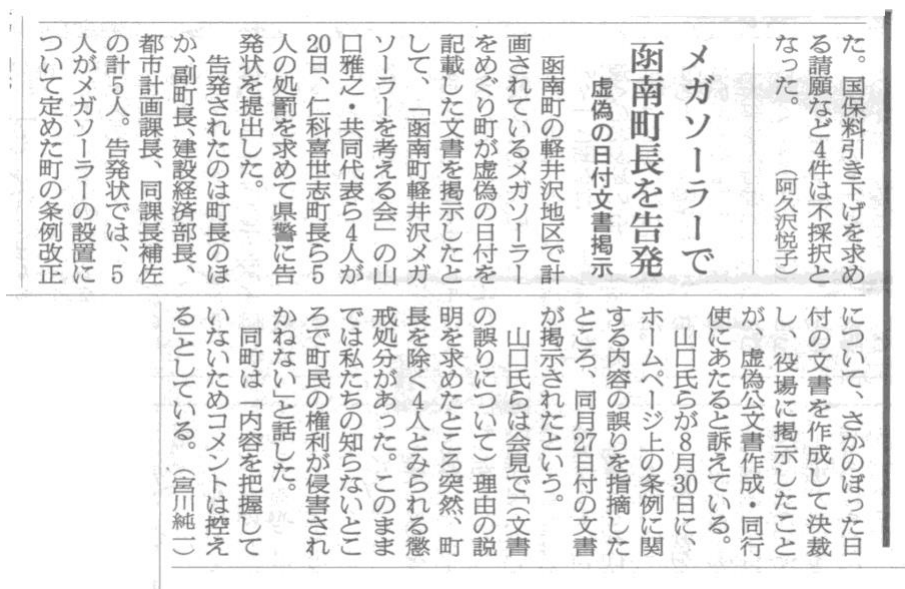 た。国保料引き下げを求め
る請願など4件は不採択と
なった。　（阿久沢悦子）
メガソーラーで
函南町長を告発
虚偽の日付文書掲示
函南町の軽井沢地区で計
画されているメガソーラー
をめぐり町が虚偽の日付を
記載した文書を掲示したと
して、「函南町軽井沢メガ
ソーラーを考える会」の山
口雅之・共同代表ら4人が
20日、仁科喜世志町長ら5
人の処罰を求めて県警に告
発状を提出した。
告発されたのは町長のほ
か、副町長、建設経済部長、
都市計画課長、同課長補佐
の計5人。告発状では、5
人がメガソーラーの設置に
ついて定めた町の条例改正
について、さかのぼった日
付の文書を作成して決裁
し、役場に掲示したこと
が、虚偽公文書作成・同行
使にあたると訴えている。
山口氏らが8月30日に、
ホームページ上の条例に関
する内容の誤りを指摘した
ところ、同月27日付の文書
が掲示されたという。
山口氏らは会見で「（文書
の誤りについて）理由の説
明を求めたところ突然、町
長を除く4人とみられる懲
戒処分があった。このまま
では私たちの知らないとこ
ろで町民の権利が侵害され
かねない」と話した。
同町は「内容を把握して
いないためコメントは控え
る」としている。（宮川純一）